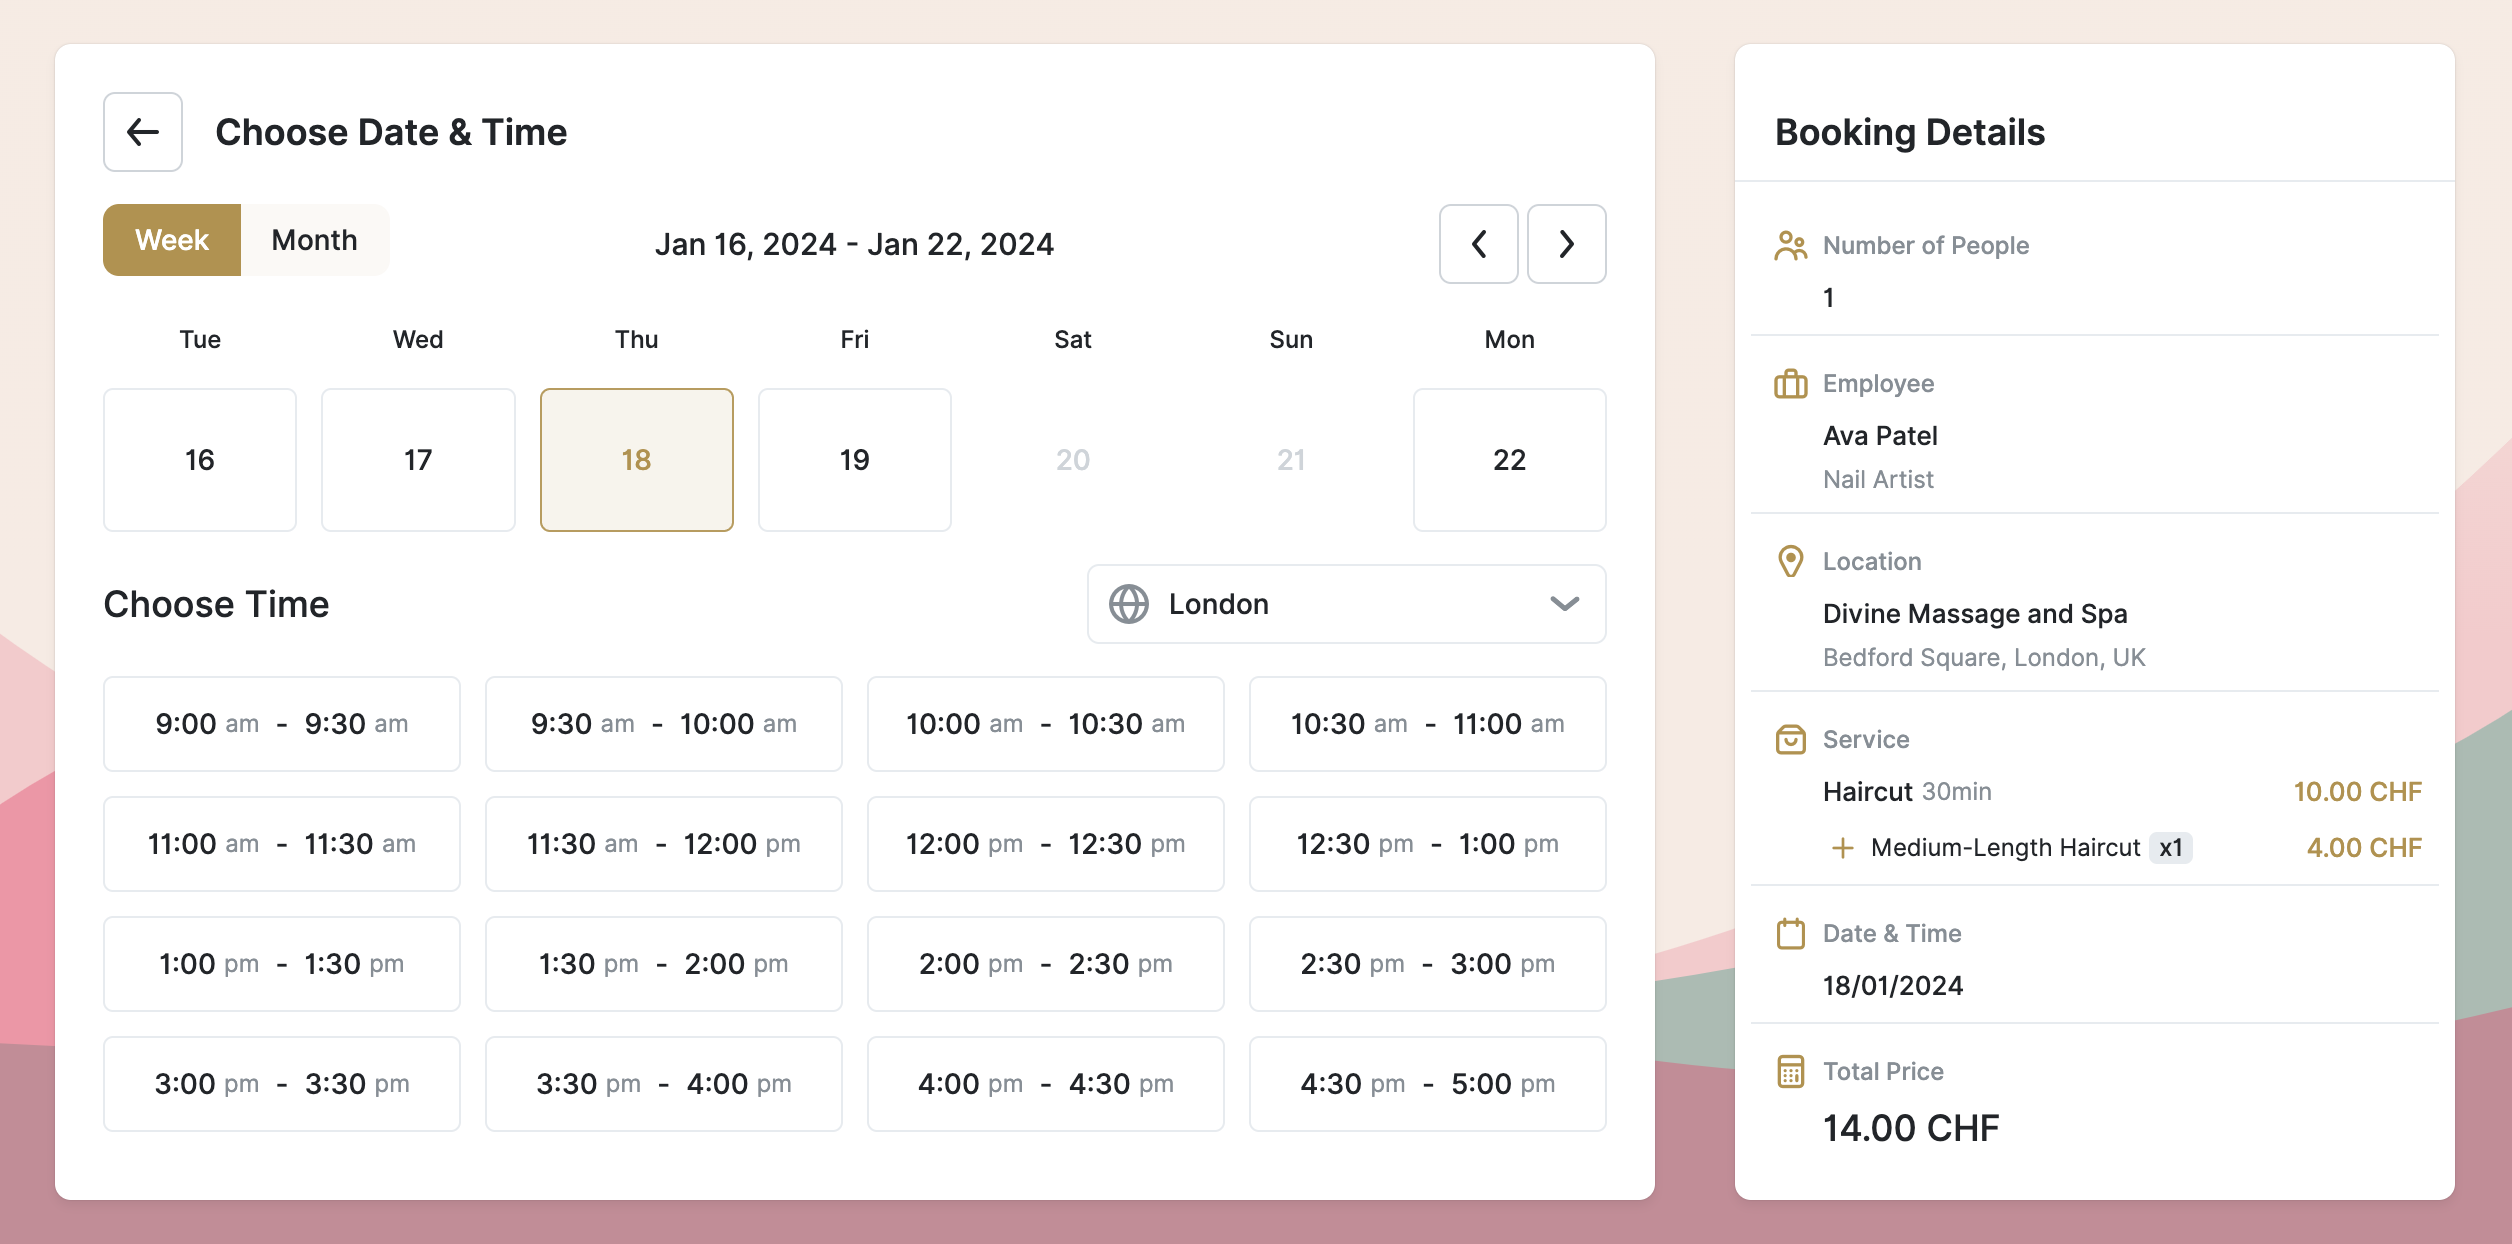 Choose Date & Time
Week Month
Jan 16, 2024 - Jan 22, 2024
Tue Wed Thu Fri Sat Sun Mon
16 17 18 19 20 21 22
Choose Time
London
9:00 am - 9:30 am
9:30 am - 10:00 am
10:00 am - 10:30 am
10:30 am - 11:00 am
11:00 am - 11:30 am
11:30 am - 12:00 pm
12:00 pm - 12:30 pm
12:30 pm - 1:00 pm
1:00 pm - 1:30 pm
1:30 pm - 2:00 pm
2:00 pm - 2:30 pm
2:30 pm - 3:00 pm
3:00 pm - 3:30 pm
3:30 pm - 4:00 pm
4:00 pm - 4:30 pm
4:30 pm - 5:00 pm
Booking Details
Number of People
1
Employee
Ava Patel
Nail Artist
Location
Divine Massage and Spa
Bedford Square, London, UK
Service
Haircut 30min 10.00 CHF
+ Medium-Length Haircut x1 4.00 CHF
Date & Time
18/01/2024
Total Price
14.00 CHF